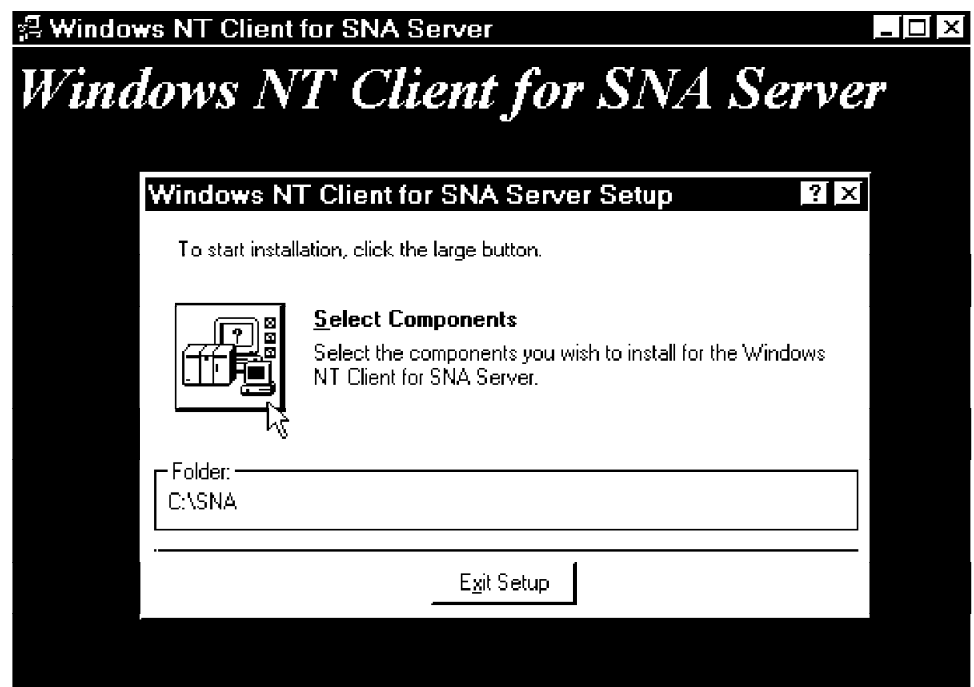 Windows NT Client for SNA Server
Windows NT Client for SNA Server
Windows NT Client for SNA Server Setup
To start installation, click the large button.
Select Components
Select the components you wish to install for the Windows
NT Client for SNA Server.
Folder:
C:\SNA
Exit Setup